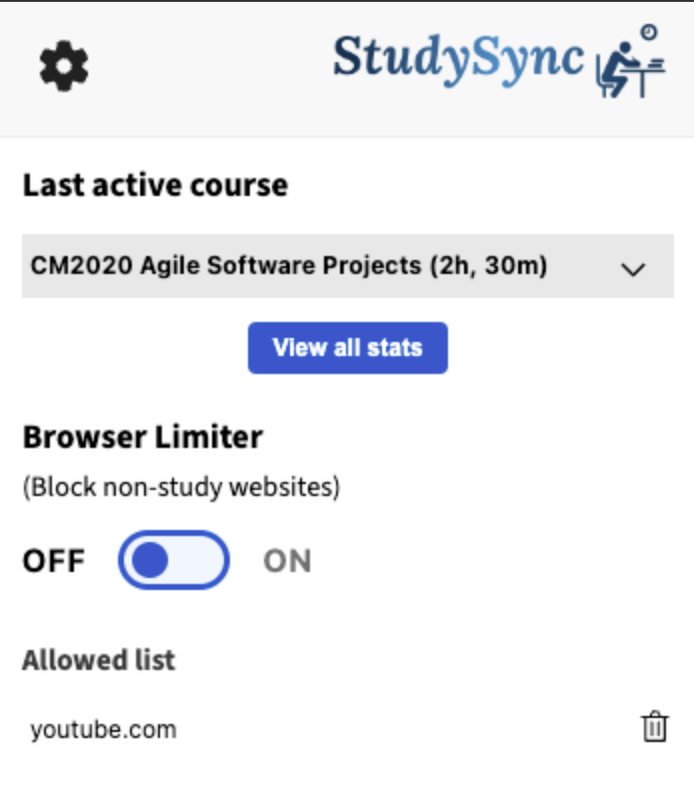 StudySync
Last active course
CM2020 Agile Software Projects (2h, 30m)
View all stats
Browser Limiter
(Block non-study websites)
OFF ON
Allowed list
youtube.com